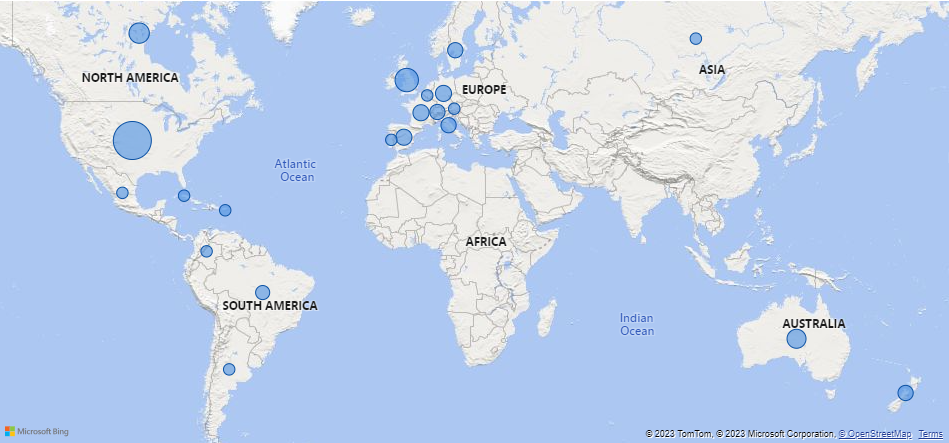 NORTH AMERICA
EUROPE
ASIA
Atlantic
Ocean
AFRICA
SOUTH AMERICA
Indian
Ocean
AUSTRALIA
Microsoft Bing
© 2023 TomTom, © 2023 Microsoft Corporation, © OpenStreetMap Terms